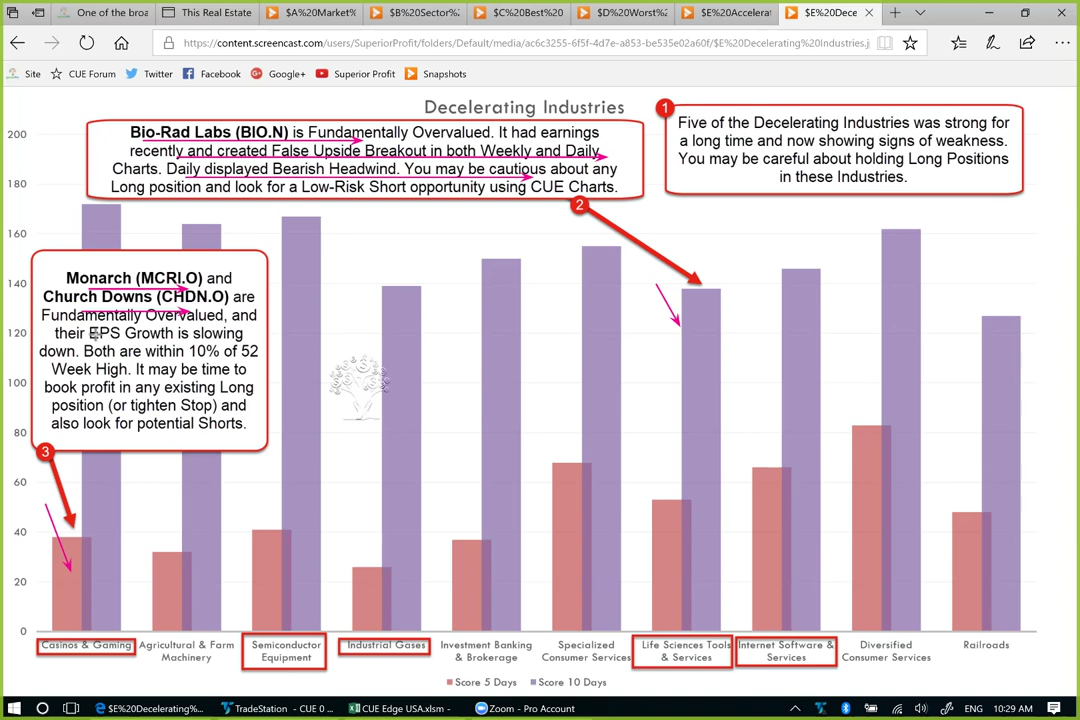 One of the broa
This Real Estate
$A%20Market%
$B%20Sector%2
$C%20Best%20
$D%20Worst%2
$E%20Accelerat
$E%20Dece
https://content.screencast.com/users/SuperiorProfit/folders/Default/media/ac6c3255-6f5f-4d7e-a853-be535e02a60f/$E%20Decelerating%20Industries.j
Site
CUE Forum
Twitter
Facebook
Google+
Superior Profit
Snapshots
Decelerating Industries
Bio-Rad Labs (BIO.N) is Fundamentally Overvalued. It had earnings
recently and created False Upside Breakout in both Weekly and Daily
Charts. Daily displayed Bearish Headwind. You may be cautious about any
Long position and look for a Low-Risk Short opportunity using CUE Charts.
1
Five of the Decelerating Industries was strong for
a long time and now showing signs of weakness.
You may be careful about holding Long Positions
in these Industries.
2
Monarch (MCRI.O) and
Church Downs (CHDN.O) are
Fundamentally Overvalued, and
their EPS Growth is slowing
down. Both are within 10% of 52
Week High. It may be time to
book profit in any existing Long
position (or tighten Stop) and
also look for potential Shorts.
3
200
180
160
140
120
100
80
60
40
20
0
Casinos & Gaming
Agricultural & Farm
Machinery
Semiconductor
Equipment
Industrial Gases
Investment Banking
& Brokerage
Specialized
Consumer Services
Life Sciences Tools
& Services
Internet Software &
Services
Diversified
Consumer Services
Railroads
Score 5 Days
Score 10 Days
$E%20Decelerating%...
TradeStation - CUE 0 ...
CUE Edge USA.xlsm -
Zoom - Pro Account
ENG
10:29 AM